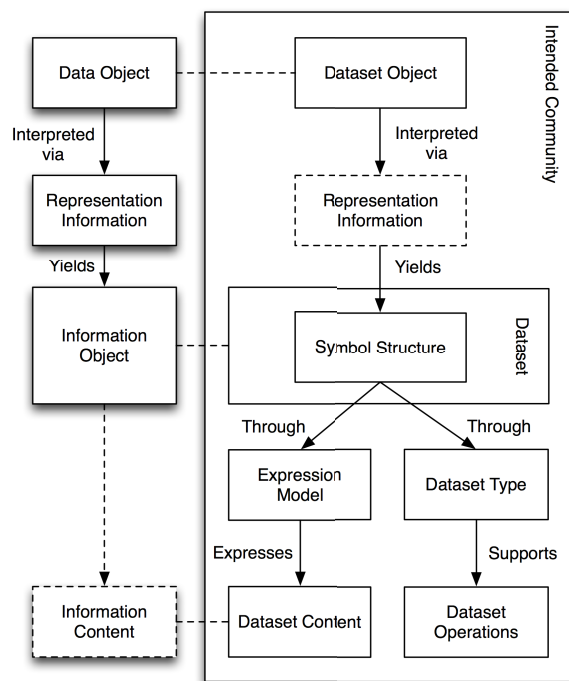 Data Object
Dataset Object
Intended Community
Interpreted
via
Interpreted
via
Representation
Information
Representation
Information
Yields
Yields
Information
Object
Symbol Structure
Dataset
Through
Through
Expression
Model
Dataset Type
Expresses
Supports
Information
Content
Dataset Content
Dataset
Operations